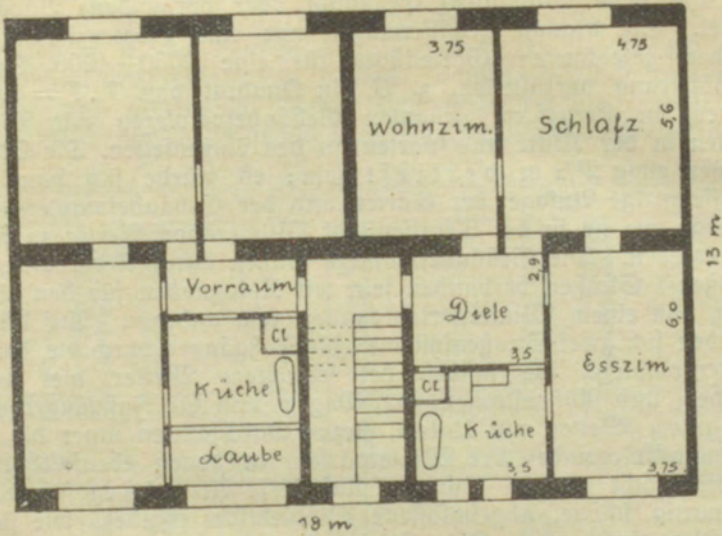 3,75
4,75
Wohnzim.
Schlafz
5,6
13 m
Vorraum
2,9
Diele
6,0
Cl
3,5
Esszim
Küche
Cl
Küche
Laube
3,5
3,75
18 m